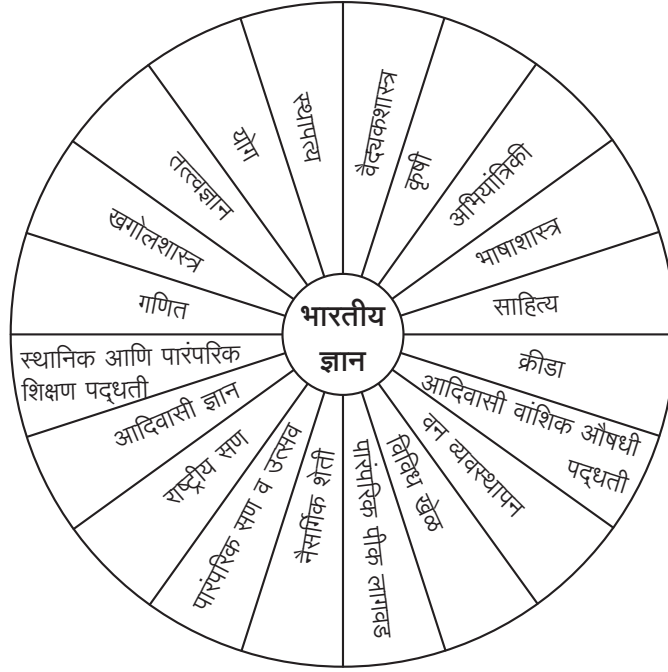 भारतीय
ज्ञान
वैद्यकशास्त्र
कृषी
अभियांत्रिकी
भाषाशास्त्र
साहित्य
क्रीडा
आदिवासी वांशिक औषधी
पद्धती
वन व्यवस्थापन
विविध खेळ
पारंपरिक पीक लागवड
नैसर्गिक शेती
पारंपरिक सण व उत्सव
राष्ट्रीय सण
आदिवासी ज्ञान
स्थानिक आणि पारंपरिक
शिक्षण पद्धती
गणित
खगोलशास्त्र
तत्त्वज्ञान
योग
स्थापत्य